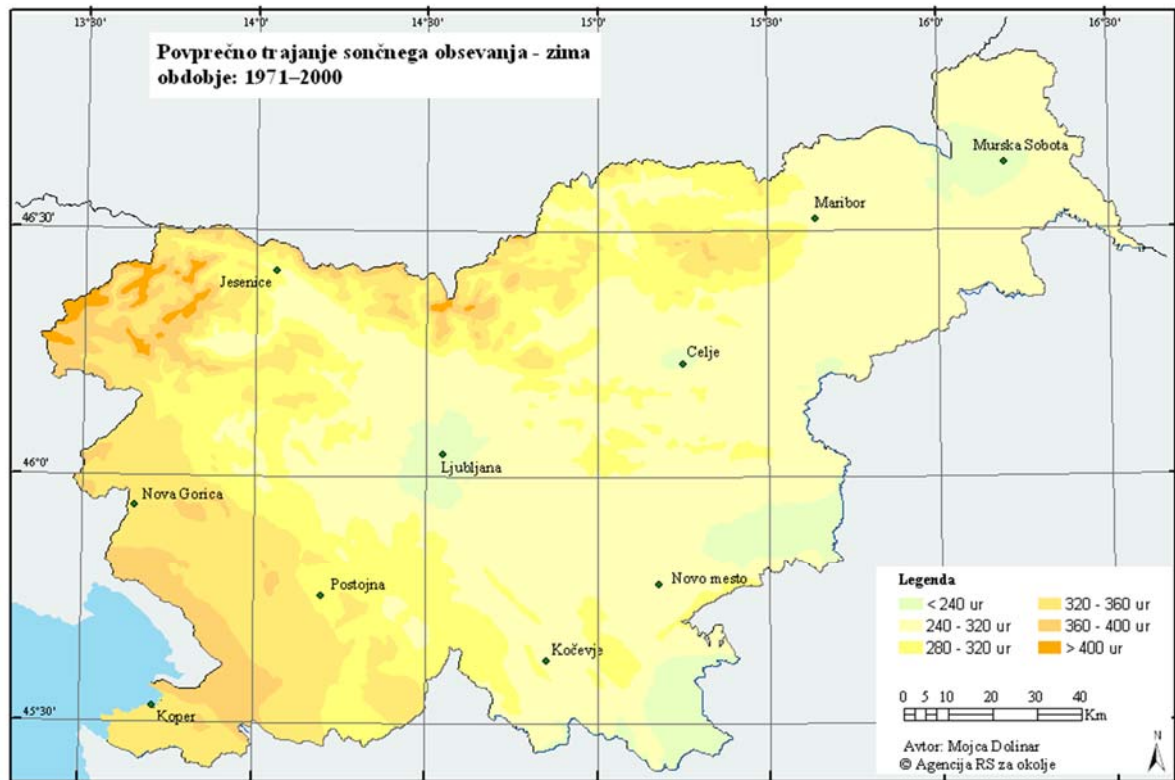 13°30'
14°0'
14°30'
15°0'
15°30'
16°0'
16°30'
Povprečno trajanje sončnega obsevanja - zima
obdobje: 1971–2000
Murska Sobota
46°30'
Maribor
Jesenice
Celje
Ljubljana
46°0'
Nova Gorica
Postojna
Novo mesto
Kočevje
45°30'
Koper
Legenda
< 240 ur
240 - 320 ur
280 - 320 ur
320 - 360 ur
360 - 400 ur
> 400 ur
0 5 10 20 30 40
Km
N
Avtor: Mojca Dolinar
© Agencija RS za okolje